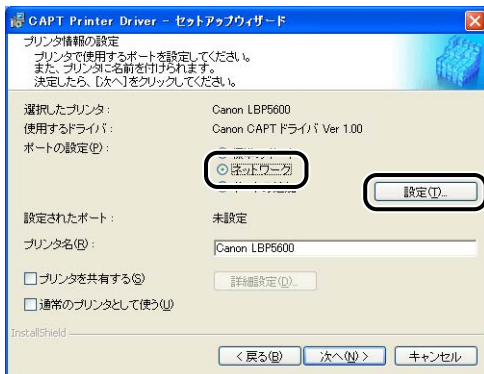 CAPT Printer Driver - セットアップウィザード
プリンタ情報の設定
プリンタで使用するポートを設定してください。
また、プリンタに名前を付けられます。
決定したら、[次へ]をクリックしてください。
選択したプリンタ: Canon LBP5600
使用するドライバ: Canon CAPT ドライバ Ver 1.00
ポートの設定(P):
ネットワーク
設定(T)...
設定されたポート: 未設定
プリンタ名(R): Canon LBP5600
プリンタを共有する(S) 詳細設定(D)...
通常のプリンタとして使う(U)
InstallShield
< 戻る(B) 次へ(N) > キャンセル